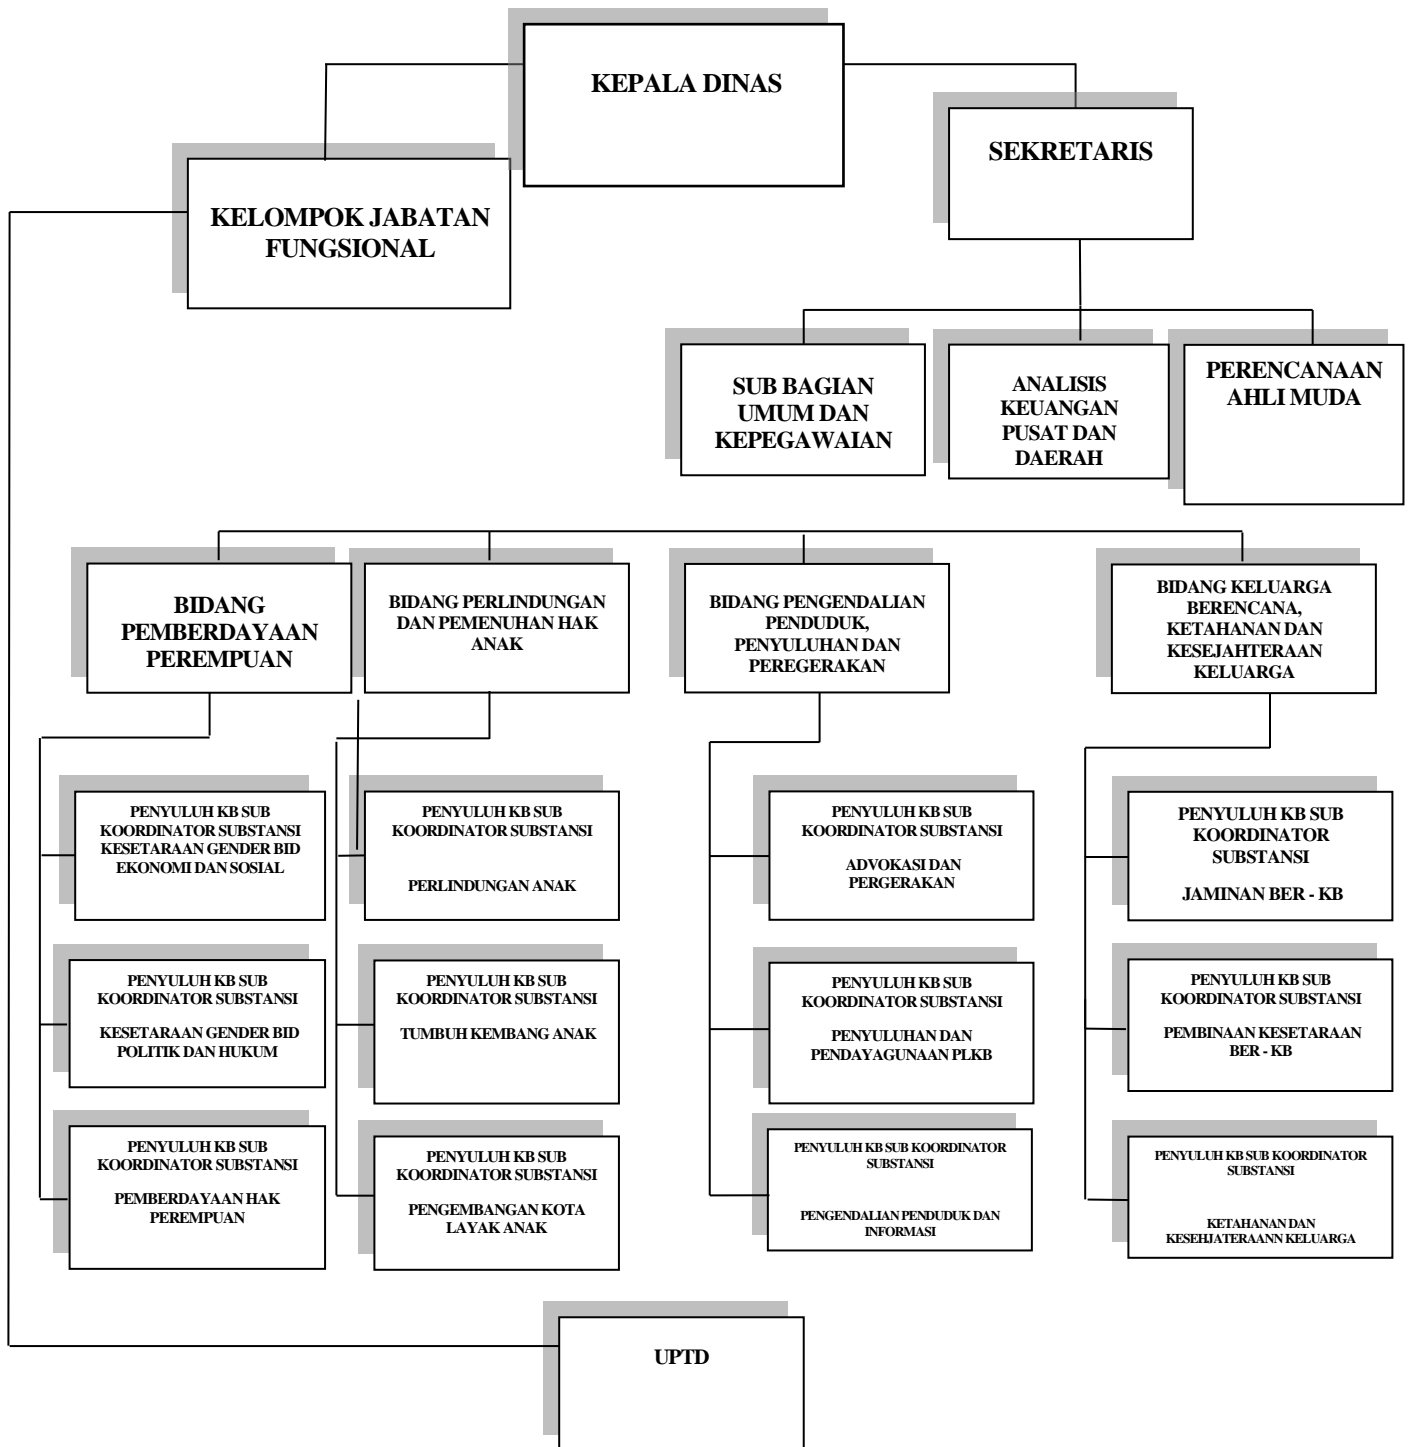 KEPALA DINAS
SEKRETARIS
KELOMPOK JABATAN
FUNGSIONAL
SUB BAGIAN
UMUM DAN
KEPEGAWAIAN
ANALISIS
KEUANGAN
PUSAT DAN
DAERAH
PERENCANAAN
AHLI MUDA
BIDANG
PEMBERDAYAAN
PEREMPUAN
BIDANG PERLINDUNGAN
DAN PEMENUHAN HAK
ANAK
BIDANG PENGENDALIAN
PENDUDUK,
PENYULUHAN DAN
PEREGERAKAN
BIDANG KELUARGA
BERENCANA,
KETAHANAN DAN
KESEJAHTERAAN
KELUARGA
PENYULUH KB SUB
KOORDINATOR SUBSTANSI
KESETARAAN GENDER BID
EKONOMI DAN SOSIAL
PENYULUH KB SUB
KOORDINATOR SUBSTANSI
PERLINDUNGAN ANAK
PENYULUH KB SUB
KOORDINATOR SUBSTANSI
ADVOKASI DAN
PERGERAKAN
PENYULUH KB SUB
KOORDINATOR
SUBSTANSI
JAMINAN BER - KB
PENYULUH KB SUB
KOORDINATOR SUBSTANSI
KESETARAAN GENDER BID
POLITIK DAN HUKUM
PENYULUH KB SUB
KOORDINATOR SUBSTANSI
TUMBUH KEMBANG ANAK
PENYULUH KB SUB
KOORDINATOR SUBSTANSI
PENYULUHAN DAN
PENDAYAGUNAAN PLKB
PENYULUH KB SUB
KOORDINATOR SUBSTANSI
PEMBINAAN KESETARAAN
BER - KB
PENYULUH KB SUB
KOORDINATOR SUBSTANSI
PEMBERDAYAAN HAK
PEREMPUAN
PENYULUH KB SUB
KOORDINATOR SUBSTANSI
PENGEMBANGAN KOTA
LAYAK ANAK
PENYULUH KB SUB KOORDINATOR
SUBSTANSI
PENGENDALIAN PENDUDUK DAN
INFORMASI
PENYULUH KB SUB KOORDINATOR
SUBSTANSI
KETAHANAN DAN
KESEHJATERAANN KELUARGA
UPTD